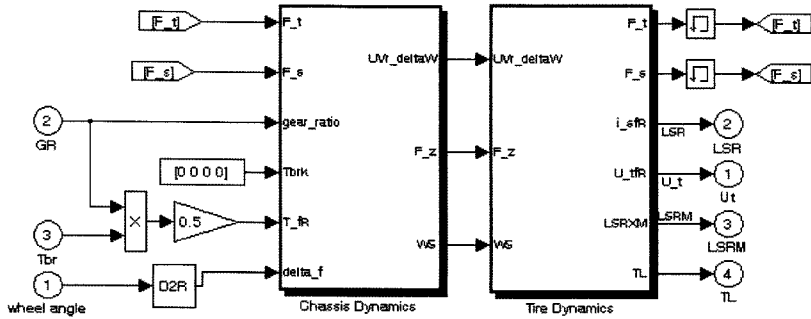 [F_t]
[F_s]
2
GR
[0 0 0 0]
X
0.5
3
Tbr
1
wheel angle
D2R
F_t
F_s
gear_ratio
Tbrk
T_fR
delta_f
UVr_deltaW
F_z
WS
Chassis Dynamics
UVr_deltaW
F_z
WS
F_t
F_s
i_sfR
U_tfR
LSRXM
TL
Tire Dynamics
[F_t]
[F_s]
LSR
2
LSR
U_t
1
Ut
LSRM
3
LSRM
4
TL